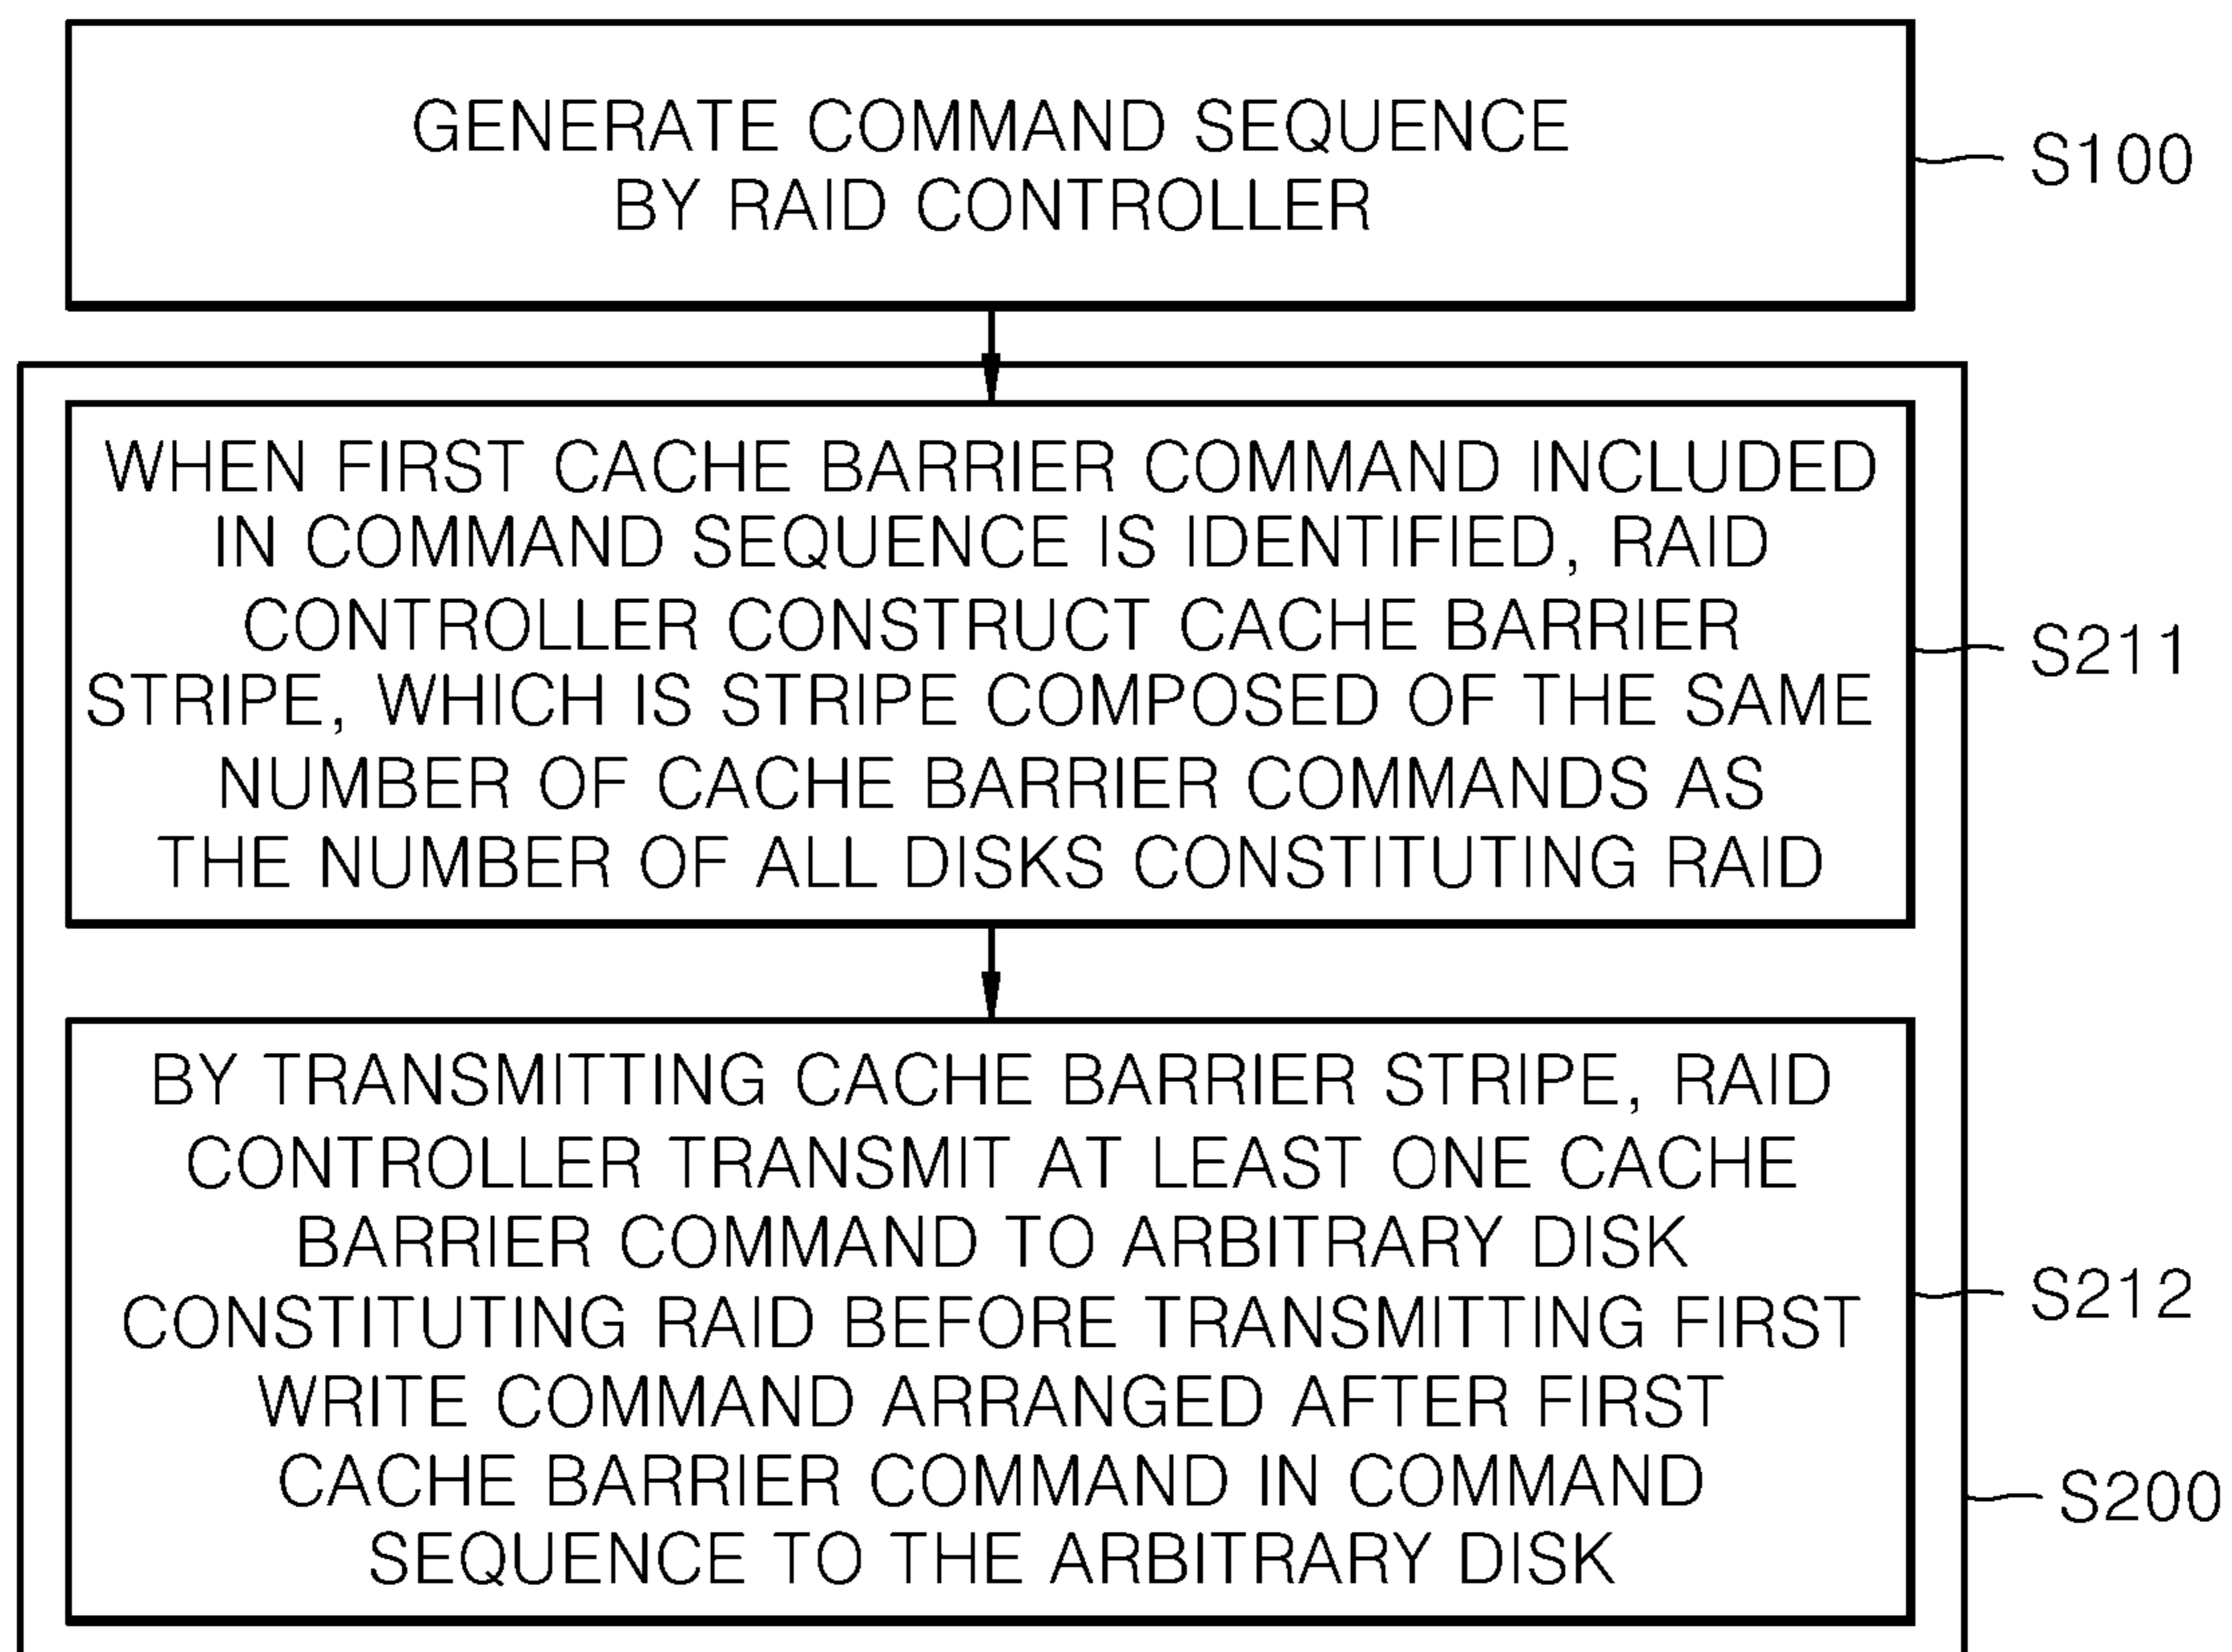 GENERATE COMMAND SEQUENCE
BY RAID CONTROLLER
S100
WHEN FIRST CACHE BARRIER COMMAND INCLUDED
IN COMMAND SEQUENCE IS IDENTIFIED, RAID
CONTROLLER CONSTRUCT CACHE BARRIER
STRIPE, WHICH IS STRIPE COMPOSED OF THE SAME
NUMBER OF CACHE BARRIER COMMANDS AS
THE NUMBER OF ALL DISKS CONSTITUTING RAID
S211
BY TRANSMITTING CACHE BARRIER STRIPE, RAID
CONTROLLER TRANSMIT AT LEAST ONE CACHE
BARRIER COMMAND TO ARBITRARY DISK
CONSTITUTING RAID BEFORE TRANSMITTING FIRST
WRITE COMMAND ARRANGED AFTER FIRST
CACHE BARRIER COMMAND IN COMMAND
SEQUENCE TO THE ARBITRARY DISK
S212
S200